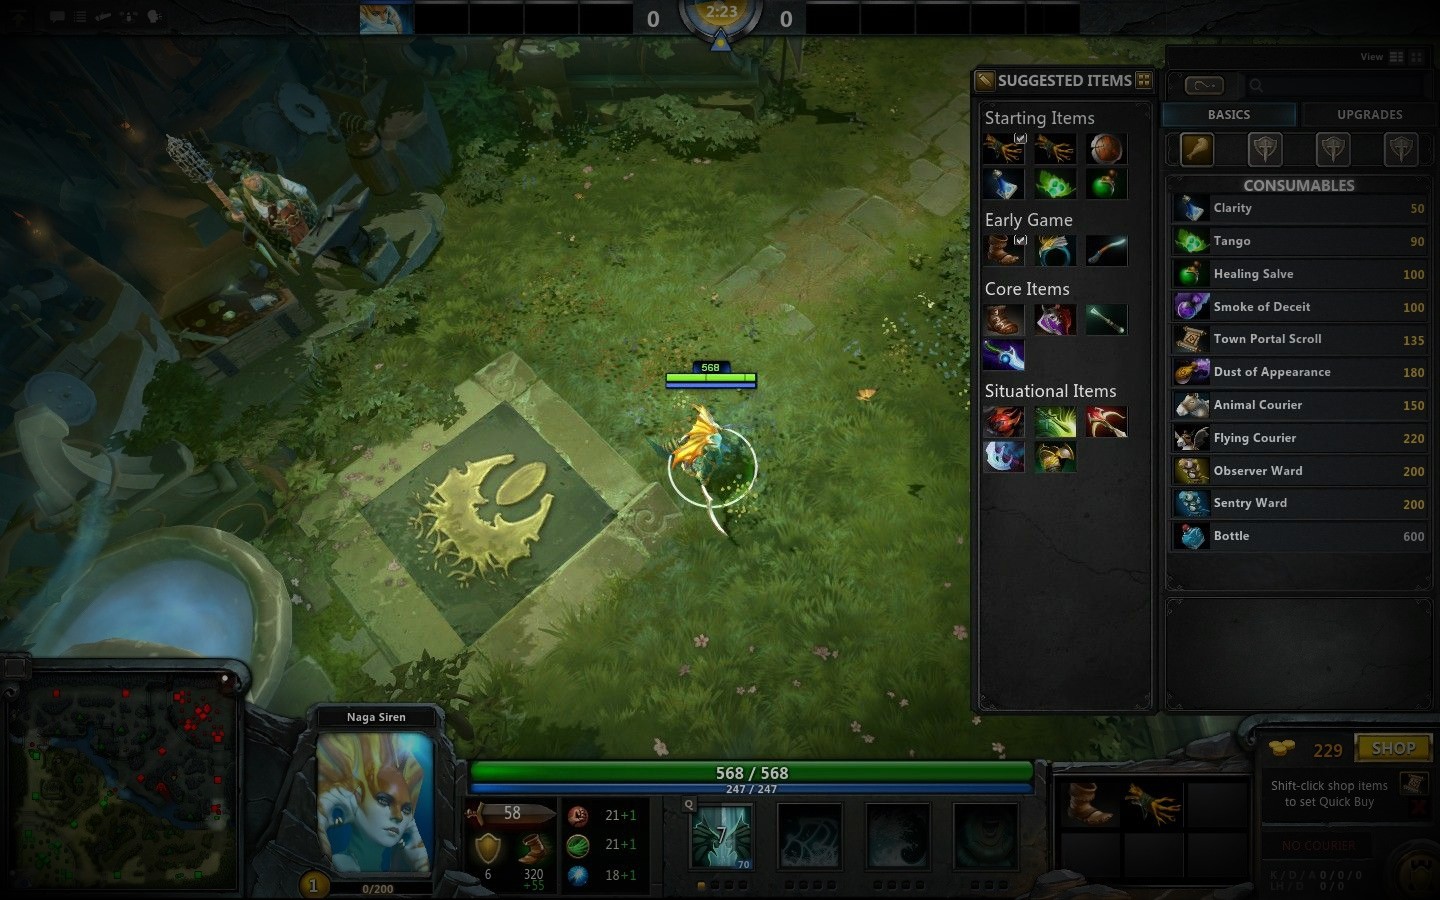 0
2:23
0
View
SUGGESTED ITEMS
Starting Items
Early Game
Core Items
Situational Items
BASICS
UPGRADES
CONSUMABLES
Clarity 50
Tango 90
Healing Salve 100
Smoke of Deceit 100
Town Portal Scroll 135
Dust of Appearance 180
Animal Courier 150
Flying Courier 220
Observer Ward 200
Sentry Ward 200
Bottle 600
568
Naga Siren
1
0/200
568 / 568
247 / 247
58
6
320
+55
21+1
21+1
18+1
Q
7
70
229
SHOP
Shift-click shop items
to set Quick Buy
NO COURIER
K / D / A 0 / 0 / 0
LH / D 0 / 0